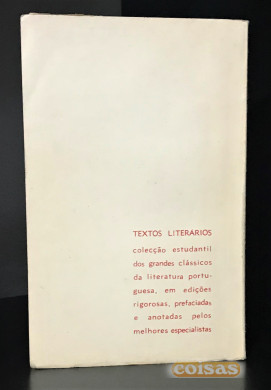 TEXTOS LITERARIOS
colecção estudantil
dos grandes clássicos
da literatura portu-
guesa, em edições
rigorosas, prefaciadas
e anotadas pelos
melhores especialistas
coisas